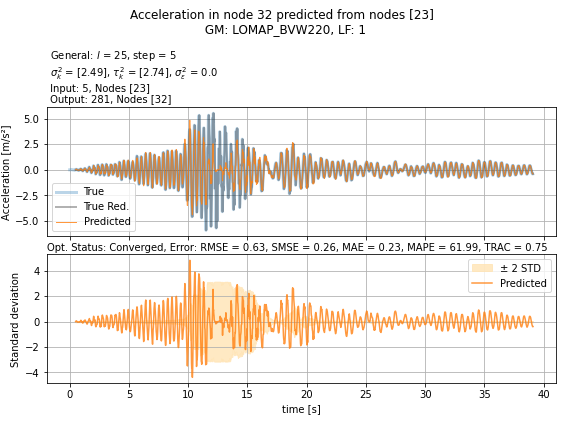 Acceleration in node 32 predicted from nodes [23]
GM: LOMAP_BVW220, LF: 1
General: l = 25, step = 5
σ²ₖ = [2.49], τ²ₖ = [2.74], σ²ε = 0.0
Input: 5, Nodes [23]
Output: 281, Nodes [32]
Acceleration [m/s²]
5.0
2.5
0.0
−2.5
−5.0
True
True Red.
Predicted
Opt. Status: Converged, Error: RMSE = 0.63, SMSE = 0.26, MAE = 0.23, MAPE = 61.99, TRAC = 0.75
Standard deviation
4
2
0
−2
−4
± 2 STD
Predicted
0 5 10 15 20 25 30 35 40
time [s]